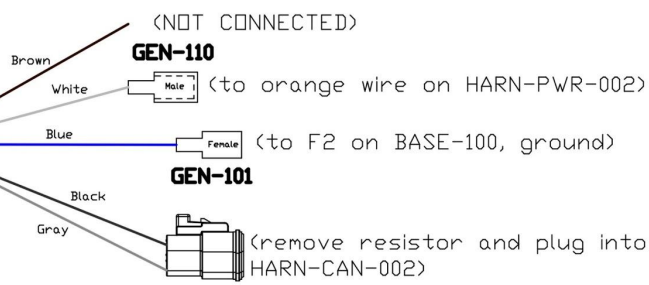 (NOT CONNECTED)
Brown
GEN-110
White
Male
(to orange wire on HARN-PWR-002)
Blue
Female
(to F2 on BASE-100, ground)
GEN-101
Black
Gray
(remove resistor and plug into
HARN-CAN-002)